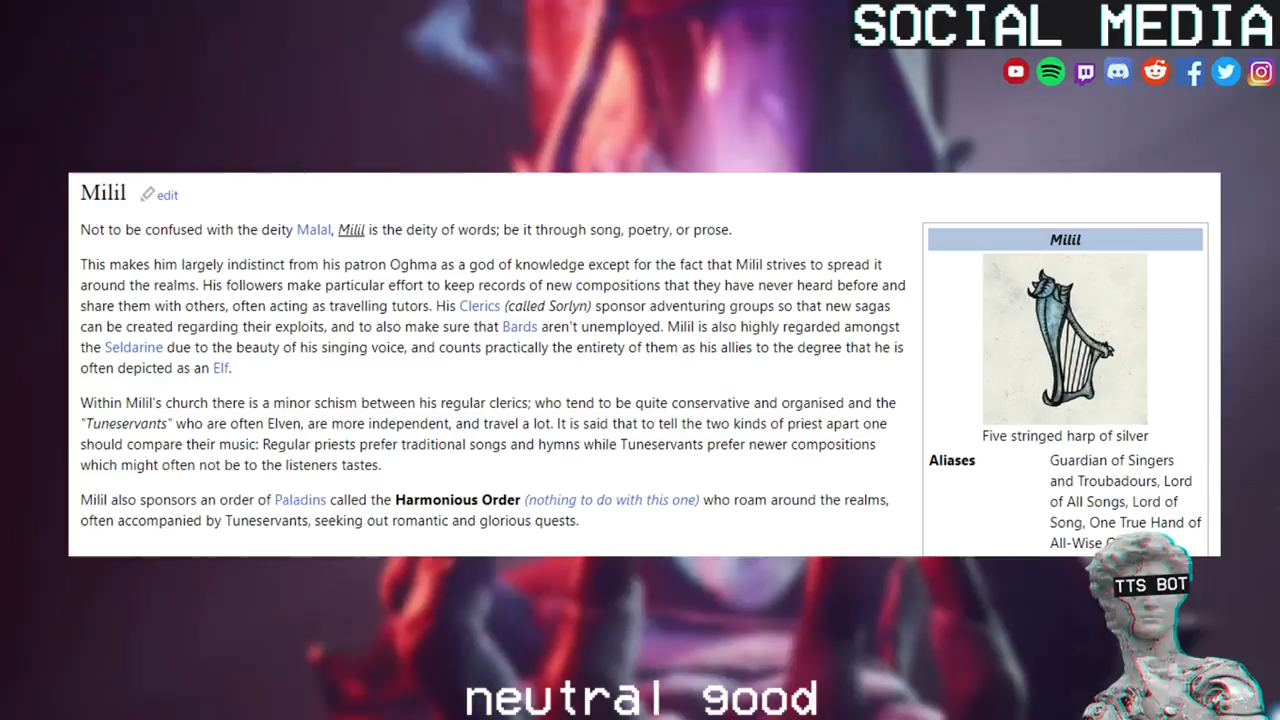 SOCIAL MEDIA
Milil edit
Not to be confused with the deity Malal, Milil is the deity of words; be it through song, poetry, or prose.
This makes him largely indistinct from his patron Oghma as a god of knowledge except for the fact that Milil strives to spread it
around the realms. His followers make particular effort to keep records of new compositions that they have never heard before and
share them with others, often acting as travelling tutors. His Clerics (called Sorlyn) sponsor adventuring groups so that new sagas
can be created regarding their exploits, and to also make sure that Bards aren't unemployed. Milil is also highly regarded amongst
the Seldarine due to the beauty of his singing voice, and counts practically the entirety of them as his allies to the degree that he is
often depicted as an Elf.
Within Milil's church there is a minor schism between his regular clerics; who tend to be quite conservative and organised and the
"Tuneservants" who are often Elven, are more independent, and travel a lot. It is said that to tell the two kinds of priest apart one
should compare their music: Regular priests prefer traditional songs and hymns while Tuneservants prefer newer compositions
which might often not be to the listeners tastes.
Milil also sponsors an order of Paladins called the Harmonious Order (nothing to do with this one) who roam around the realms,
often accompanied by Tuneservants, seeking out romantic and glorious quests.
Milil
Five stringed harp of silver
Aliases Guardian of Singers
and Troubadours, Lord
of All Songs, Lord of
Song, One True Hand of
All-Wise
TTS BOT
neutral good